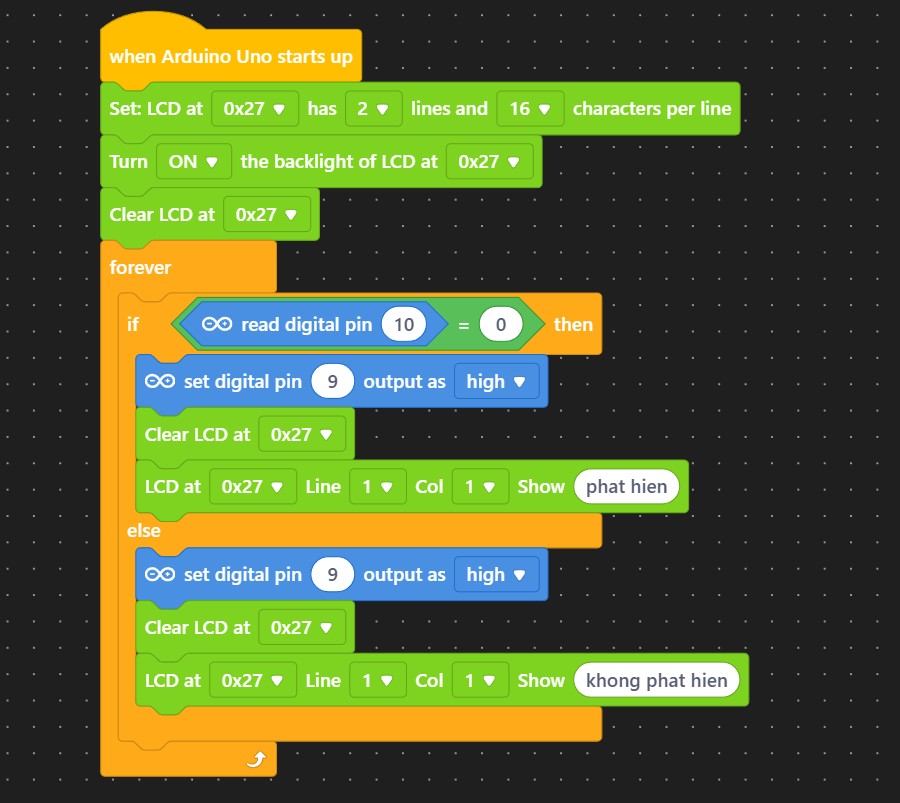 when Arduino Uno starts up
Set: LCD at 0x27 has 2 lines and 16 characters per line
Turn ON the backlight of LCD at 0x27
Clear LCD at 0x27
forever
if read digital pin 10 = 0 then
set digital pin 9 output as high
Clear LCD at 0x27
LCD at 0x27 Line 1 Col 1 Show phat hien
else
set digital pin 9 output as high
Clear LCD at 0x27
LCD at 0x27 Line 1 Col 1 Show khong phat hien